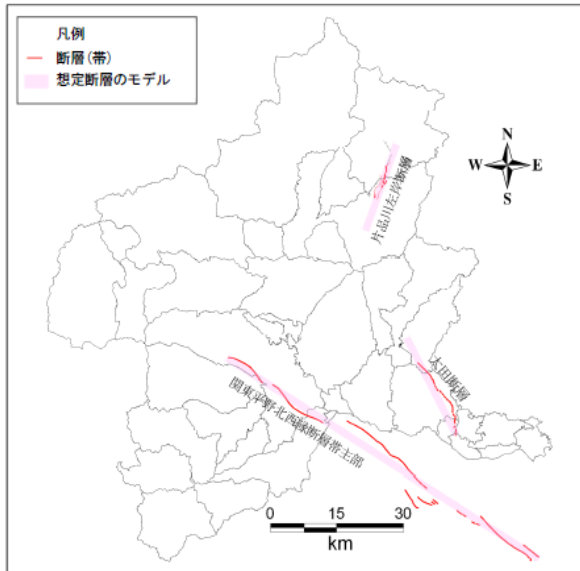 凡例
断層(帯)
想定断層のモデル
N
W E
S
片品川左岸断層
太田断層
関東平野北西縁断層帯主部
0 15 30
km